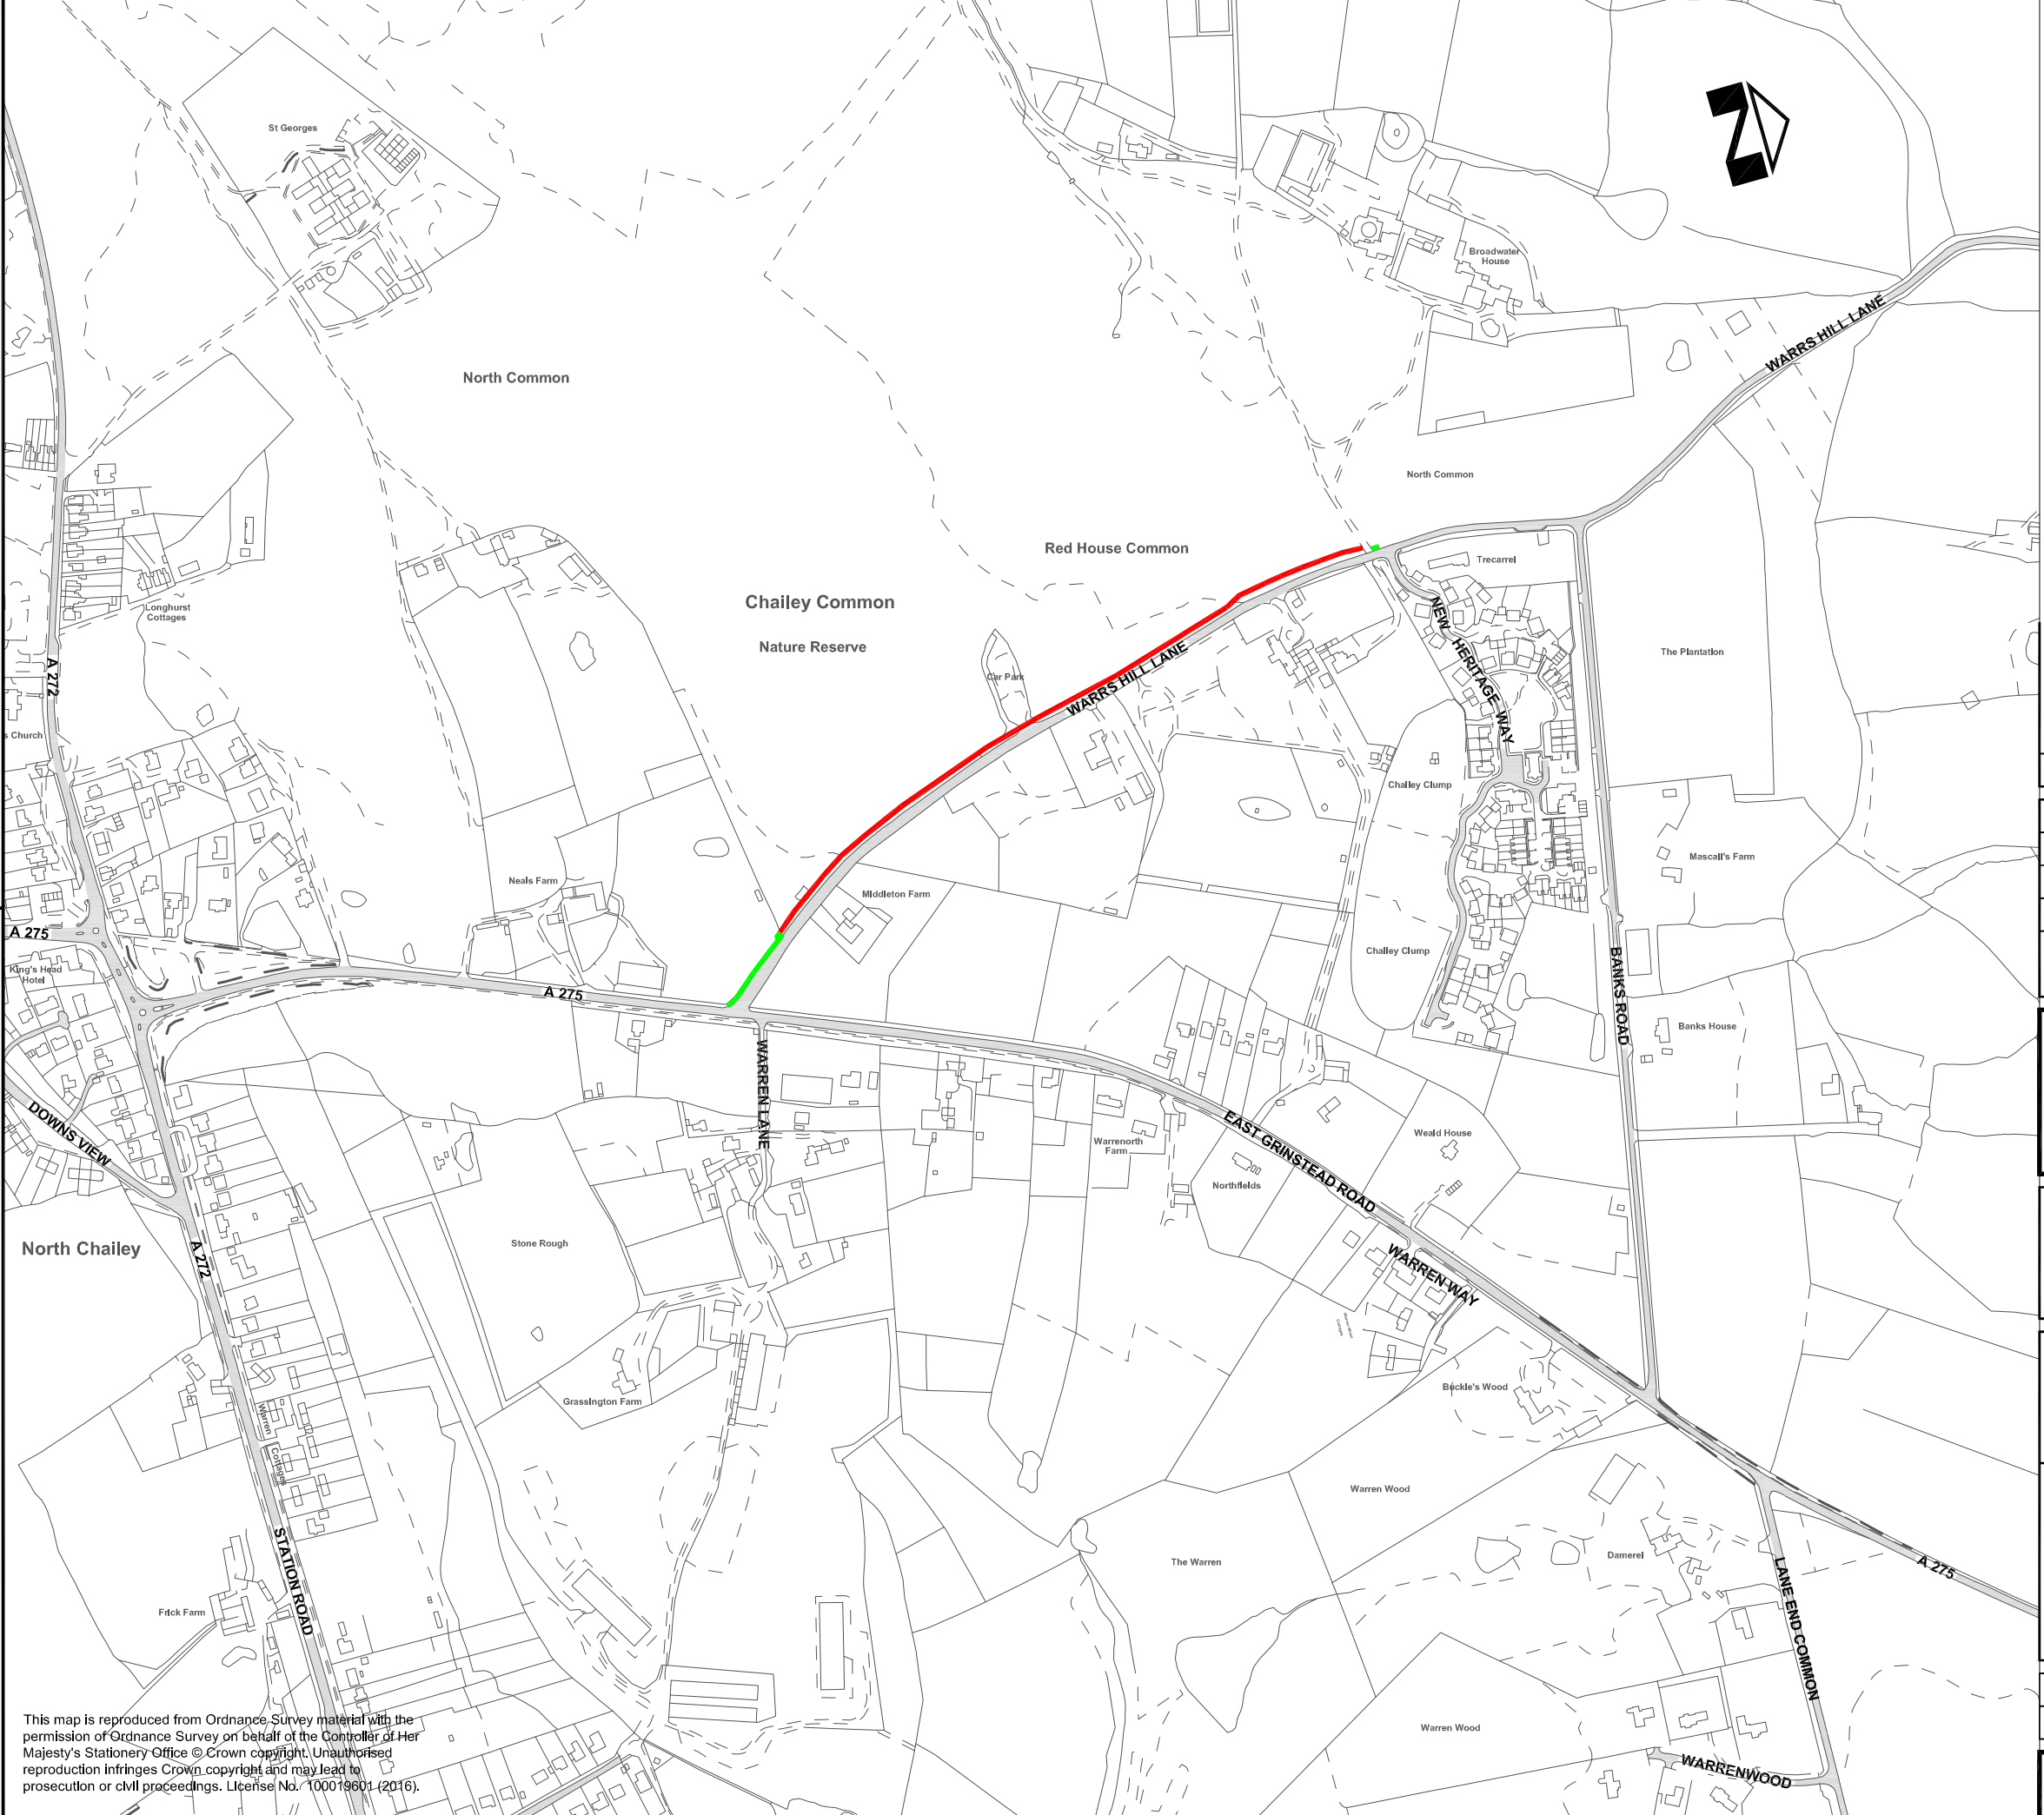 St Georges
Broadwater
House
WARRS HILL LANE
North Common
North Common
Red House Common
Trecarrel
Longhurst
Cottages
Chailey Common
NEW HERITAGE WAY
A 272
Nature Reserve
The Plantation
Car Park
WARRS HILL LANE
s Church
Chailey Clump
Mascall's Farm
Neals Farm
Middleton Farm
A 275
King's Head
Hotel
Chailey Clump
BANKS ROAD
A 275
Banks House
WARREN LANE
DOWNS VIEW
EAST GRINSTEAD ROAD
Weald House
Warrenorth
Farm
Northfields
North Chailey
A 272
Stone Rough
WARREN WAY
Buckle's Wood
Grassington Farm
Warren
Cottages
Warren Wood
The Warren
Damerel
A 275
STATION ROAD
LANE END COMMON
Frick Farm
Warren Wood
WARRENWOOD
This map is reproduced from Ordnance Survey material with the
permission of Ordnance Survey on behalf of the Controller of Her
Majesty's Stationery Office © Crown copyright. Unauthorised
reproduction infringes Crown copyright and may lead to
prosecution or civil proceedings. License No. 100019601 (2016).